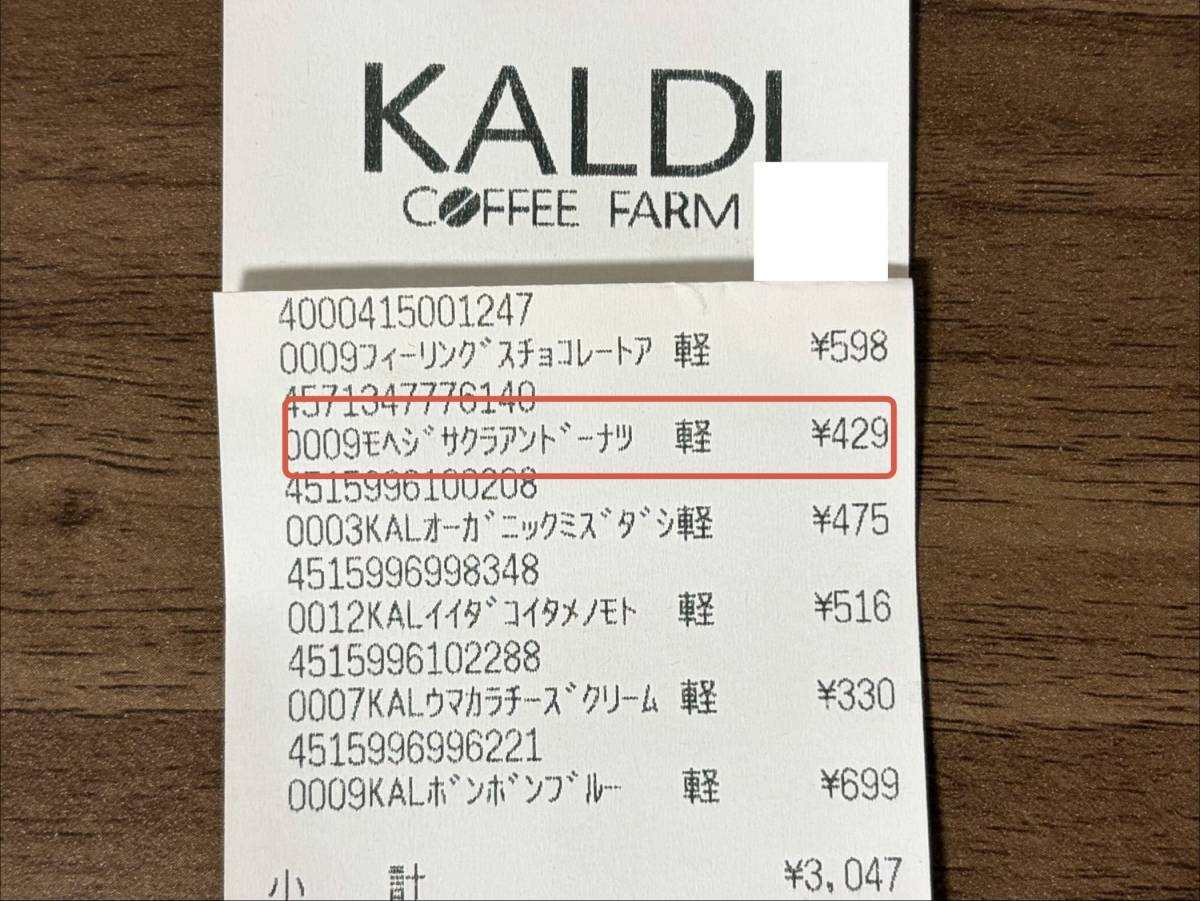 KALDI
COFFEE FARM
4000415001247
0009フィーリングスチョコレートア 軽 ¥598
4571347776140
0009モヘジサクラアンドーナツ 軽 ¥429
4515996100208
0003KALオーガニックミズダシ軽 ¥475
4515996998348
0012KALイイダコイタメノモト 軽 ¥516
4515996102288
0007KALウマカラチーズクリーム 軽 ¥330
4515996996221
0009KALボンボンブルー 軽 ¥699
小 計 ¥3,047